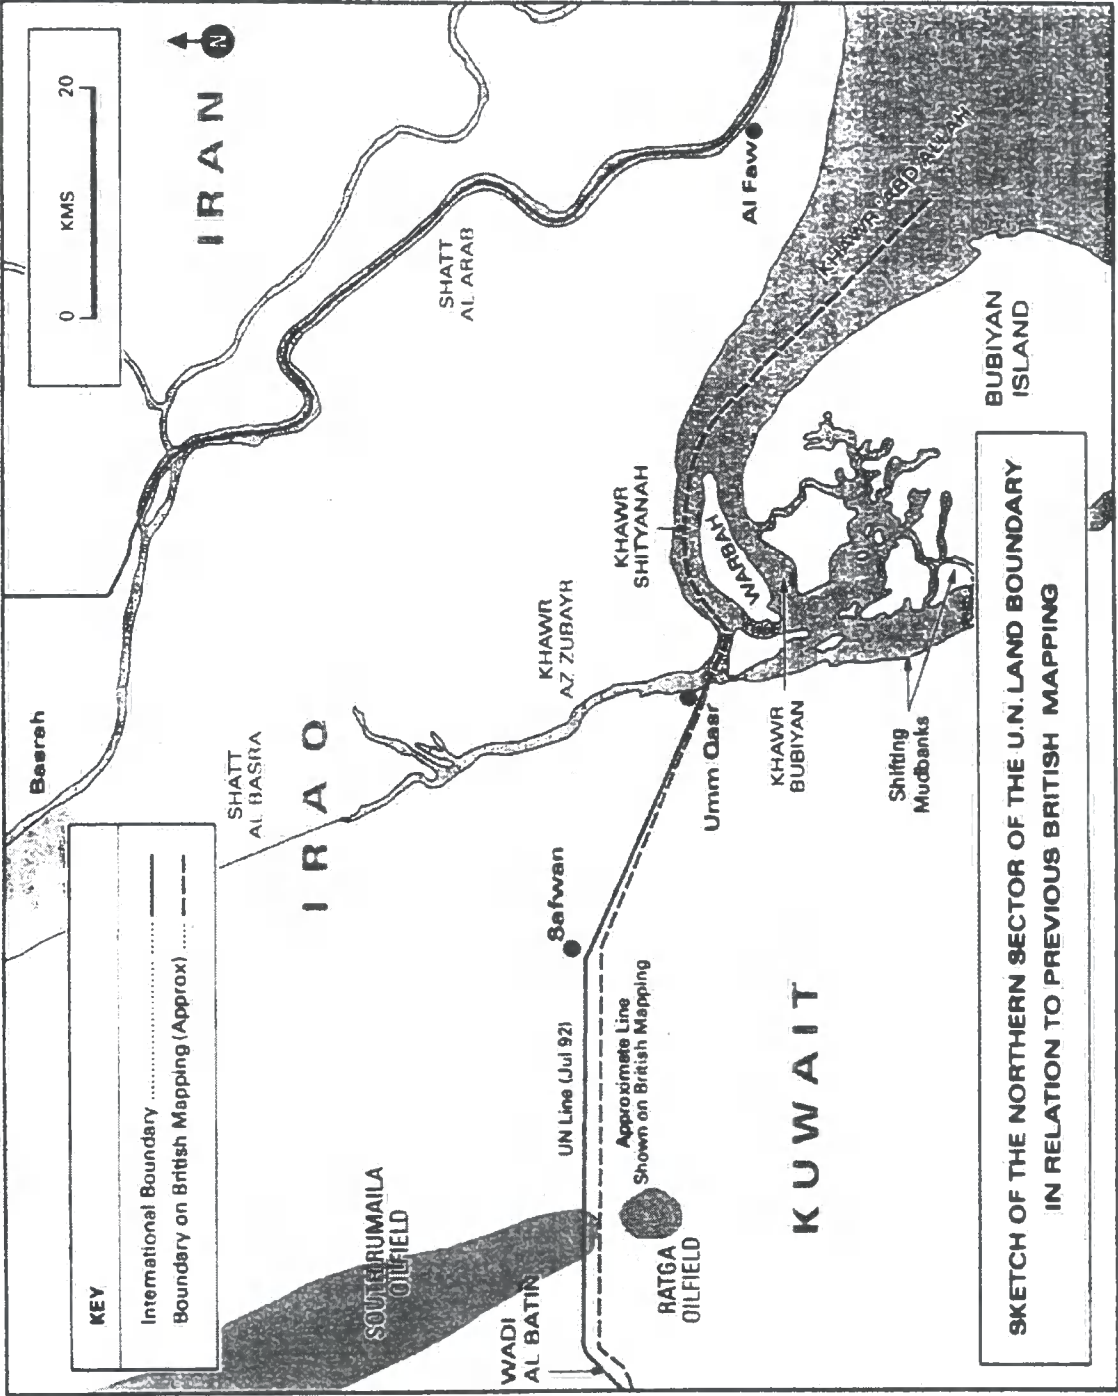 KEY
International Boundary ........................
Boundary on British Mapping (Approx) .....
Basrah
SHATT
AL BASRA
I R A Q
0 KMS 20
I R A N
N
SHATT
AL ARAB
Al Faw
KHAWR ABD ALLAH
KHAWR
SHITYANAH
WARBAH
KHAWR
AZ ZUBAYR
Umm Qasr
KHAWR
BUBIYAN
Shifting
Mudbanks
BUBIYAN
ISLAND
Safwan
UN Line (Jul 92)
Approximate Line
Shown on British Mapping
SOUTH RUMAILA
OILFIELD
WADI
AL BATIN
RATGA
OILFIELD
K U W A I T
SKETCH OF THE NORTHERN SECTOR OF THE U.N. LAND BOUNDARY
IN RELATION TO PREVIOUS BRITISH MAPPING